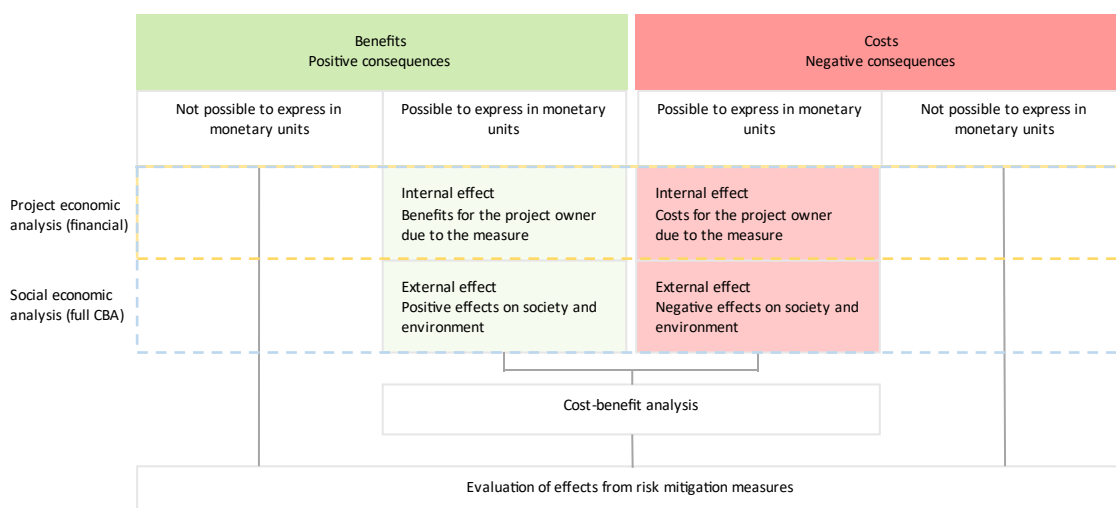 Benefits
Positive consequences
Costs
Negative consequences
Not possible to express in
monetary units
Possible to express in monetary
units
Possible to express in monetary
units
Not possible to express in
monetary units
Project economic
analysis (financial)
Internal effect
Benefits for the project owner
due to the measure
Internal effect
Costs for the project owner
due to the measure
Social economic
analysis (full CBA)
External effect
Positive effects on society and
environment
External effect
Negative effects on society and
environment
Cost-benefit analysis
Evaluation of effects from risk mitigation measures